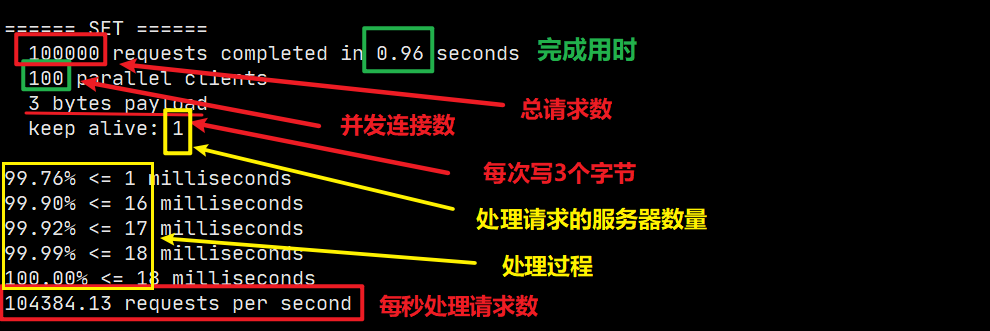 ====== SET ======
100000 requests completed in 0.96 seconds 完成用时
100 parallel clients
3 bytes payload 总请求数
keep alive: 1 并发连接数
每次写3个字节
99.76% <= 1 milliseconds
99.90% <= 16 milliseconds
99.92% <= 17 milliseconds 处理请求的服务器数量
99.99% <= 18 milliseconds
100.00% <= 18 milliseconds 处理过程
104384.13 requests per second 每秒处理请求数